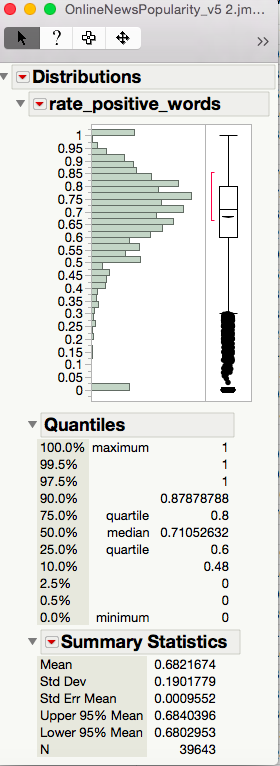 OnlineNewsPopularity_v5 2.jm...
?
>>
Distributions
rate_positive_words
1
0.95
0.9
0.85
0.8
0.75
0.7
0.65
0.6
0.55
0.5
0.45
0.4
0.35
0.3
0.25
0.2
0.15
0.1
0.05
0
Quantiles
100.0% maximum 1
99.5% 1
97.5% 1
90.0% 0.87878788
75.0% quartile 0.8
50.0% median 0.71052632
25.0% quartile 0.6
10.0% 0.48
2.5% 0
0.5% 0
0.0% minimum 0
Summary Statistics
Mean 0.6821674
Std Dev 0.1901779
Std Err Mean 0.0009552
Upper 95% Mean 0.6840396
Lower 95% Mean 0.6802953
N 39643